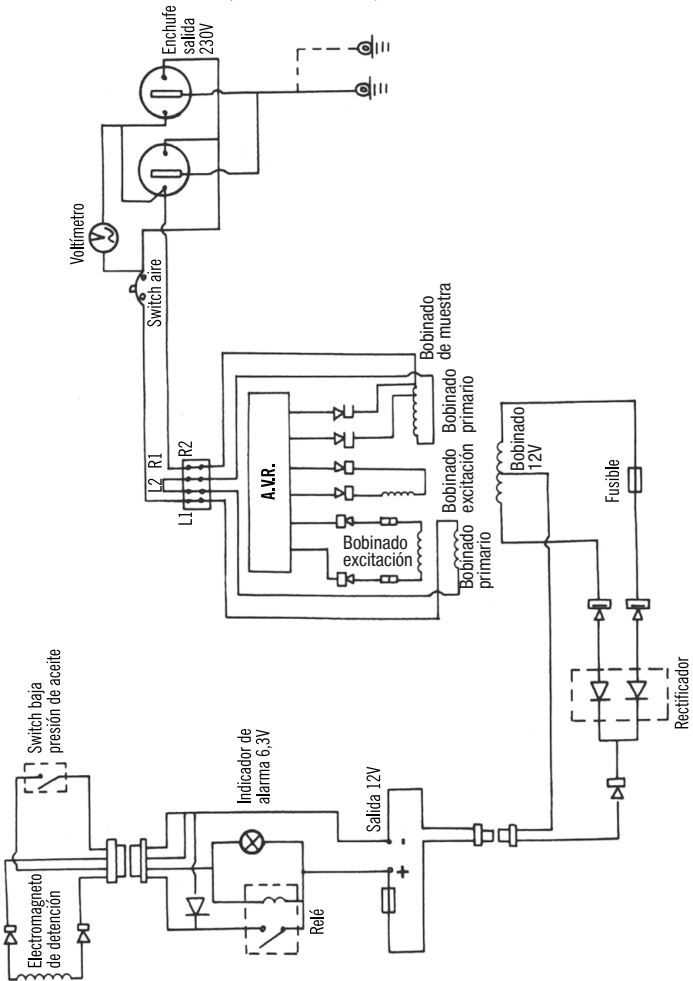 Enchufe
salida
230V
Voltímetro
Switch aire
L1
L2
R1
R2
A.V.R.
Bobinado
de muestra
Bobinado
primario
Bobinado
excitación
Bobinado
excitación
Bobinado
primario
Bobinado
12V
Fusible
Rectificador
Switch baja
presión de aceite
Electromagneto
de detención
Indicador de
alarma 6,3V
Relé
Salida 12V
+
-
V